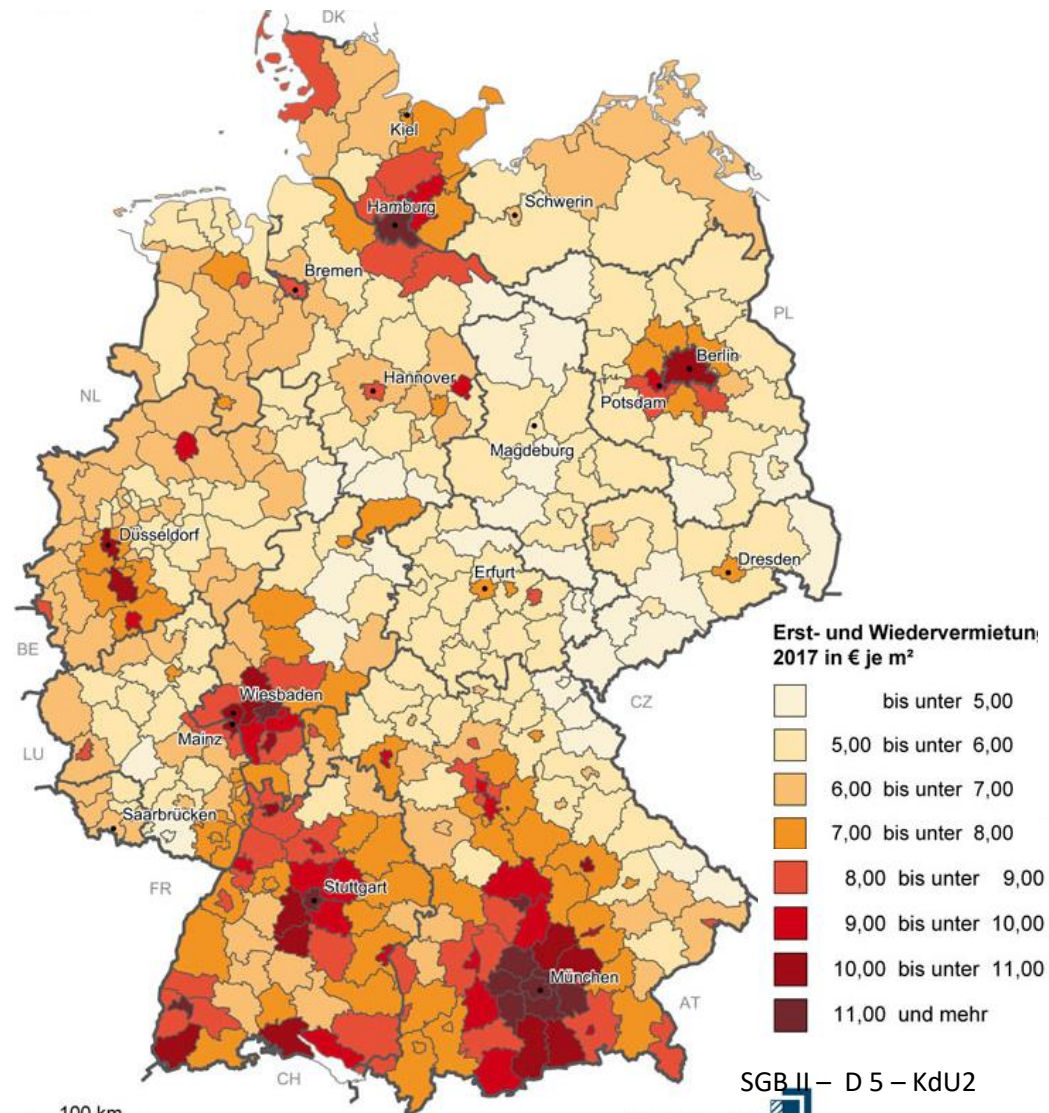 DK
Kiel
Hamburg
Schwerin
Bremen
PL
Berlin
NL
Hannover
Potsdam
Magdeburg
Düsseldorf
Erfurt
Dresden
BE
Erst- und Wiedervermietung
2017 in € je m²
bis unter 5,00
5,00 bis unter 6,00
6,00 bis unter 7,00
7,00 bis unter 8,00
8,00 bis unter 9,00
9,00 bis unter 10,00
10,00 bis unter 11,00
11,00 und mehr
Wiesbaden
CZ
Mainz
LU
Saarbrücken
FR
Stuttgart
München
AT
CH
SGB II – D 5 – KdU2
100 km